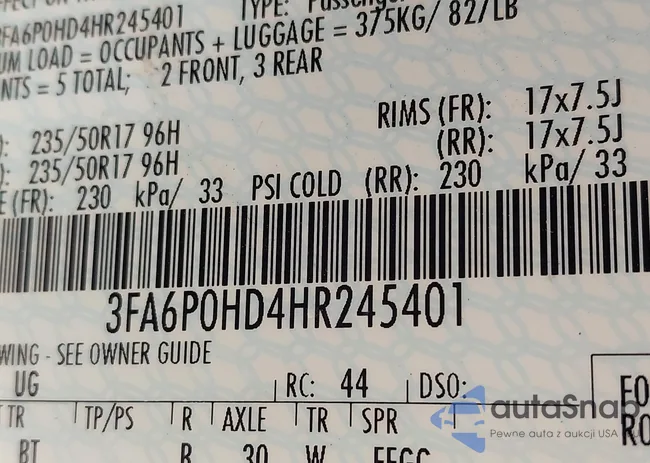 TYPE: Passenger
3FA6P0HD4HR245401
UM LOAD = OCCUPANTS + LUGGAGE = 375KG/ 827LB
NTS = 5 TOTAL; 2 FRONT, 3 REAR
RIMS (FR): 17x7.5J
(RR): 17x7.5J
): 235/50R17 96H
): 235/50R17 96H
E (FR): 230 kPa/ 33 PSI COLD (RR): 230 kPa/ 33
3FA6P0HD4HR245401
WING - SEE OWNER GUIDE
UG RC: 44 DSO:
TR TP/PS R AXLE TR SPR
BT R 30 W EEGC
FO
RO
autaSnap
Pewne auta z aukcji USA